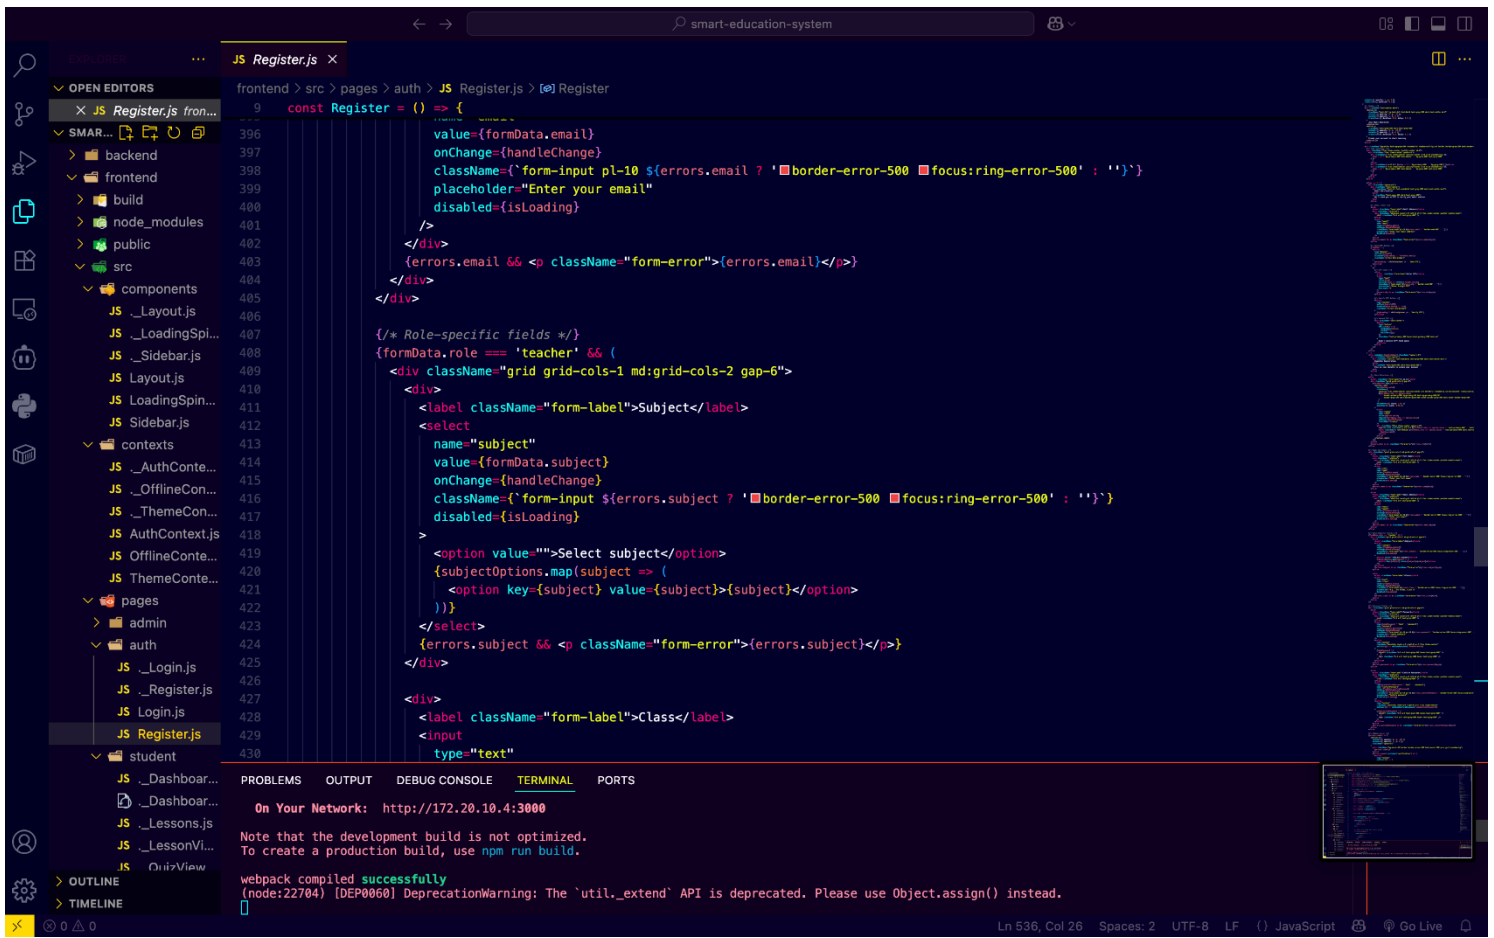 smart-education-system
EXPLORER
JS Register.js
OPEN EDITORS
JS Register.js fron...
SMAR...
backend
frontend
build
node_modules
public
src
components
JS ._Layout.js
JS ._LoadingSpi...
JS ._Sidebar.js
JS Layout.js
JS LoadingSpin...
JS Sidebar.js
contexts
JS ._AuthConte...
JS ._OfflineCon...
JS ._ThemeCon...
JS AuthContext.js
JS OfflineConte...
JS ThemeConte...
pages
admin
auth
JS ._Login.js
JS ._Register.js
JS Login.js
JS Register.js
student
JS ._Dashboar...
._Dashboar...
JS ._Lessons.js
JS ._LessonVi...
JS QuizView
OUTLINE
TIMELINE
frontend > src > pages > auth > JS Register.js > Register
9 const Register = () => {
name="email"
396 value={formData.email}
397 onChange={handleChange}
398 className={`form-input pl-10 ${errors.email ? 'border-error-500 focus:ring-error-500' : ''}`}
399 placeholder="Enter your email"
400 disabled={isLoading}
401 />
402 </div>
403 {errors.email && <p className="form-error">{errors.email}</p>}
404 </div>
405 </div>
406
407 {/* Role-specific fields */}
408 {formData.role === 'teacher' && (
409 <div className="grid grid-cols-1 md:grid-cols-2 gap-6">
410 <div>
411 <label className="form-label">Subject</label>
412 <select
413 name="subject"
414 value={formData.subject}
415 onChange={handleChange}
416 className={`form-input ${errors.subject ? 'border-error-500 focus:ring-error-500' : ''}`}
417 disabled={isLoading}
418 >
419 <option value="">Select subject</option>
420 {subjectOptions.map(subject => (
421 <option key={subject} value={subject}>{subject}</option>
422 ))}
423 </select>
424 {errors.subject && <p className="form-error">{errors.subject}</p>}
425 </div>
426
427 <div>
428 <label className="form-label">Class</label>
429 <input
430 type="text"
PROBLEMS OUTPUT DEBUG CONSOLE TERMINAL PORTS
On Your Network: http://172.20.10.4:3000
Note that the development build is not optimized.
To create a production build, use npm run build.
webpack compiled successfully
(node:22704) [DEP0060] DeprecationWarning: The `util._extend` API is deprecated. Please use Object.assign() instead.
0 0
Ln 536, Col 26 Spaces: 2 UTF-8 LF JavaScript Go Live